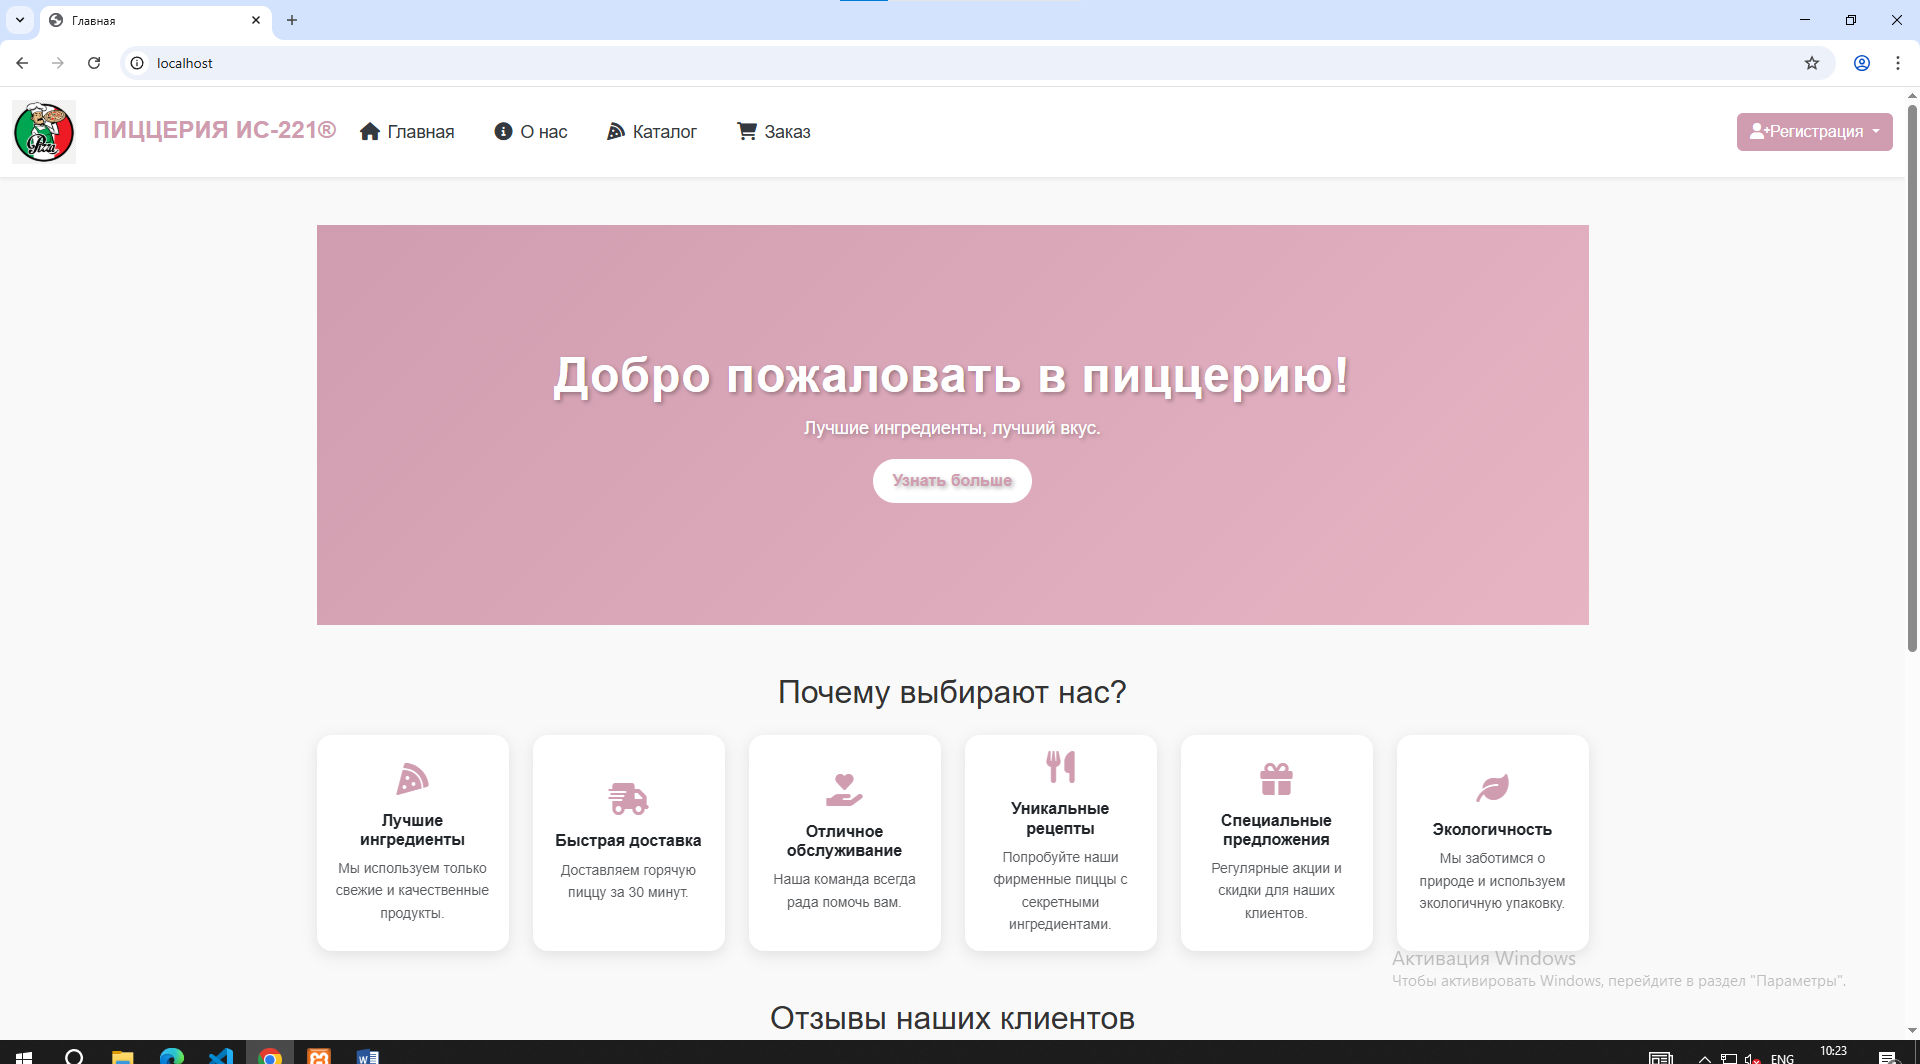 Главная
localhost
Pizza
ПИЦЦЕРИЯ ИС-221®
Главная
О нас
Каталог
Заказ
Регистрация
Добро пожаловать в пиццерию!
Лучшие ингредиенты, лучший вкус.
Узнать больше
Почему выбирают нас?
Лучшие
ингредиенты
Мы используем только
свежие и качественные
продукты.
Быстрая доставка
Доставляем горячую
пиццу за 30 минут.
Отличное
обслуживание
Наша команда всегда
рада помочь вам.
Уникальные
рецепты
Попробуйте наши
фирменные пиццы с
секретными
ингредиентами.
Специальные
предложения
Регулярные акции и
скидки для наших
клиентов.
Экологичность
Мы заботимся о
природе и используем
экологичную упаковку.
Активация Windows
Чтобы активировать Windows, перейдите в раздел "Параметры".
Отзывы наших клиентов
ENG
10:23